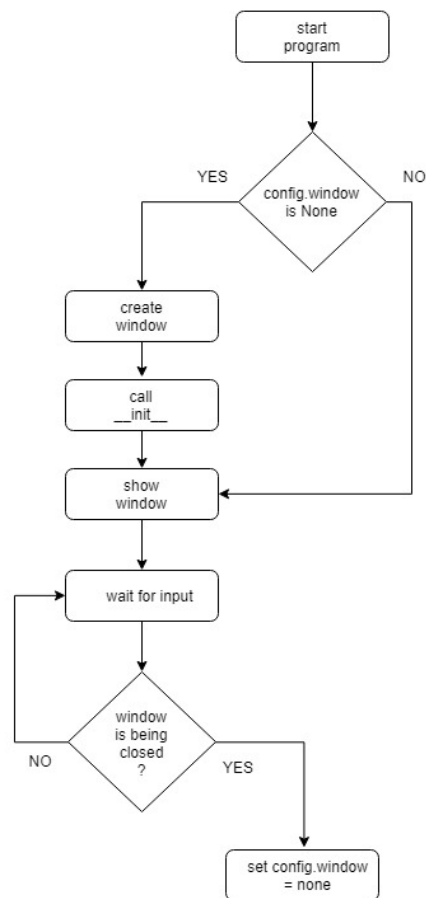 start
program
YES
NO
config.window
is None
create
window
call
__init__
show
window
wait for input
window
is being
closed
?
NO
YES
set config.window
= none